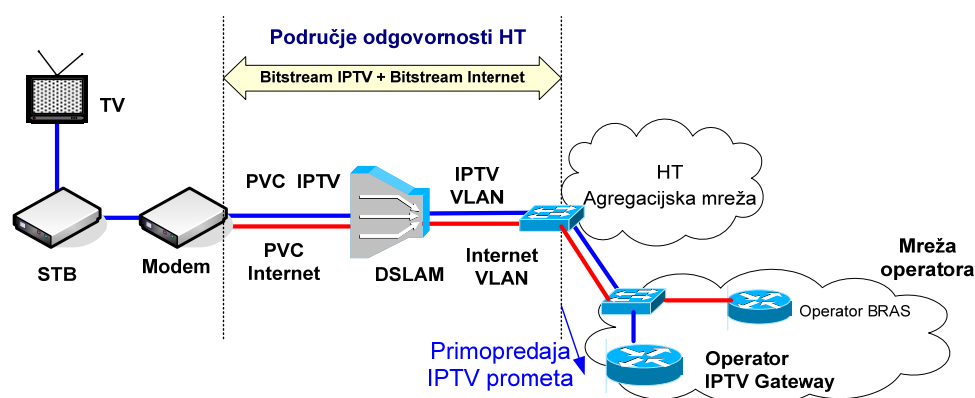 Područje odgovornosti HT
Bitstream IPTV + Bitstream Internet
TV
PVC IPTV
IPTV
VLAN
HT
Agregacijska mreža
STB
Modem
PVC
Internet
DSLAM
Internet
VLAN
Mreža
operatora
Operator BRAS
Primopredaja
IPTV prometa
Operator
IPTV Gateway